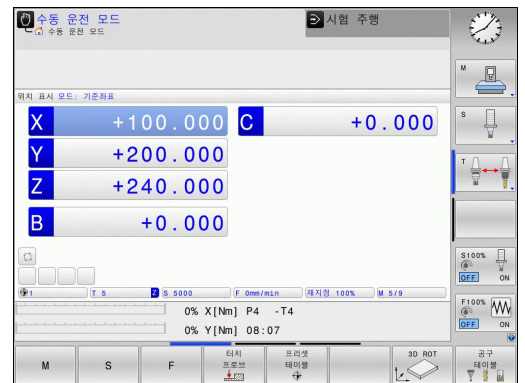 수동 운전 모드
수동 운전 모드
시험 주행
위치 표시 모드: 기준좌표
X +100.000
C +0.000
Y +200.000
Z +240.000
B +0.000
1 T 5 Z S 5000 F 0mm/min 재지정 100% M 5/9
0% X[Nm] P4 -T4
0% Y[Nm] 08:07
M
S
T
S100%
OFF ON
F100%
OFF ON
M
S
F
터치
프로브
프리셋
테이블
3D ROT
공구
테이블